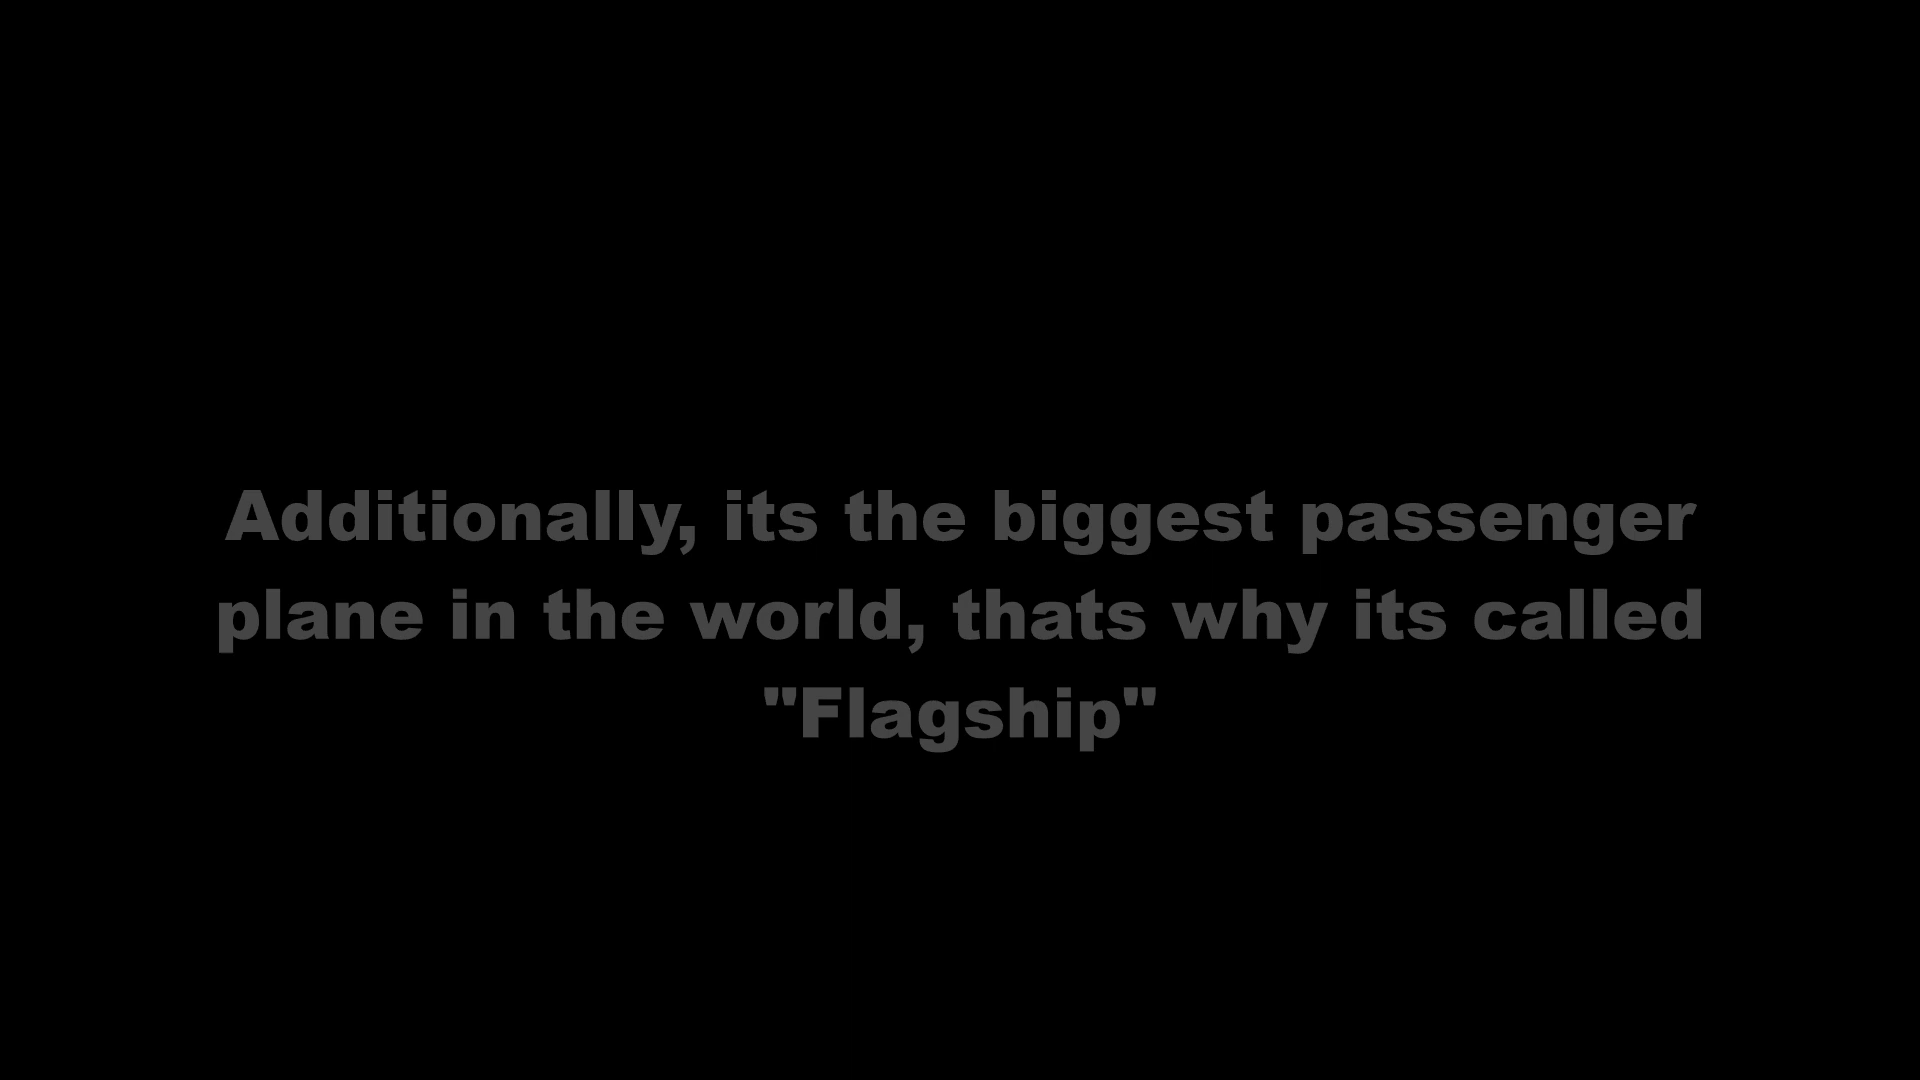 Additionally, its the biggest passenger
plane in the world, thats why its called
"Flagship"